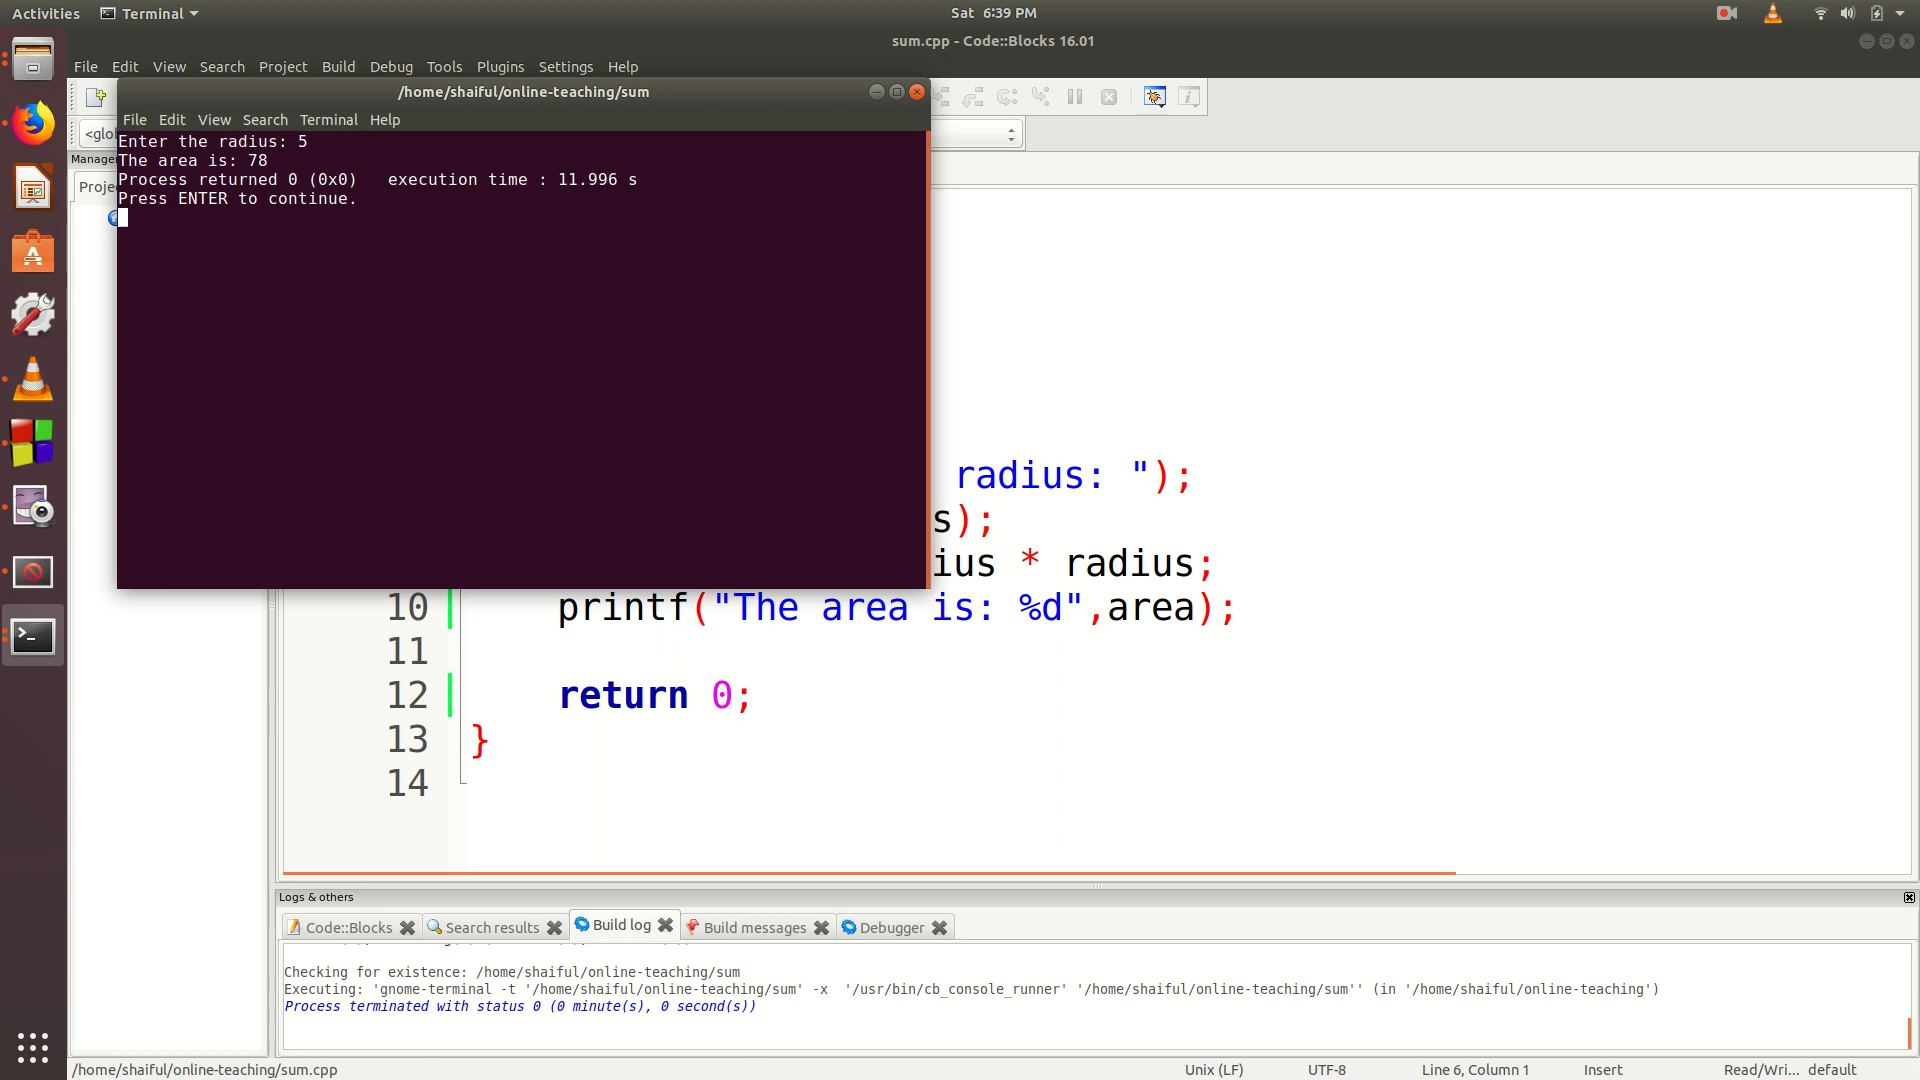 Activities Terminal Sat 6:39 PM
sum.cpp - Code::Blocks 16.01
File Edit View Search Project Build Debug Tools Plugins Settings Help
/home/shaiful/online-teaching/sum
File Edit View Search Terminal Help
<glo
Manage
Proje
Enter the radius: 5
The area is: 78
Process returned 0 (0x0) execution time : 11.996 s
Press ENTER to continue.
radius: ");
s);
ius * radius;
10 printf("The area is: %d",area);
11
12 return 0;
13 }
14
Logs & others
Code::Blocks Search results Build log Build messages Debugger
Checking for existence: /home/shaiful/online-teaching/sum
Executing: 'gnome-terminal -t '/home/shaiful/online-teaching/sum' -x '/usr/bin/cb_console_runner' '/home/shaiful/online-teaching/sum'' (in '/home/shaiful/online-teaching')
Process terminated with status 0 (0 minute(s), 0 second(s))
/home/shaiful/online-teaching/sum.cpp Unix (LF) UTF-8 Line 6, Column 1 Insert Read/Wri... default